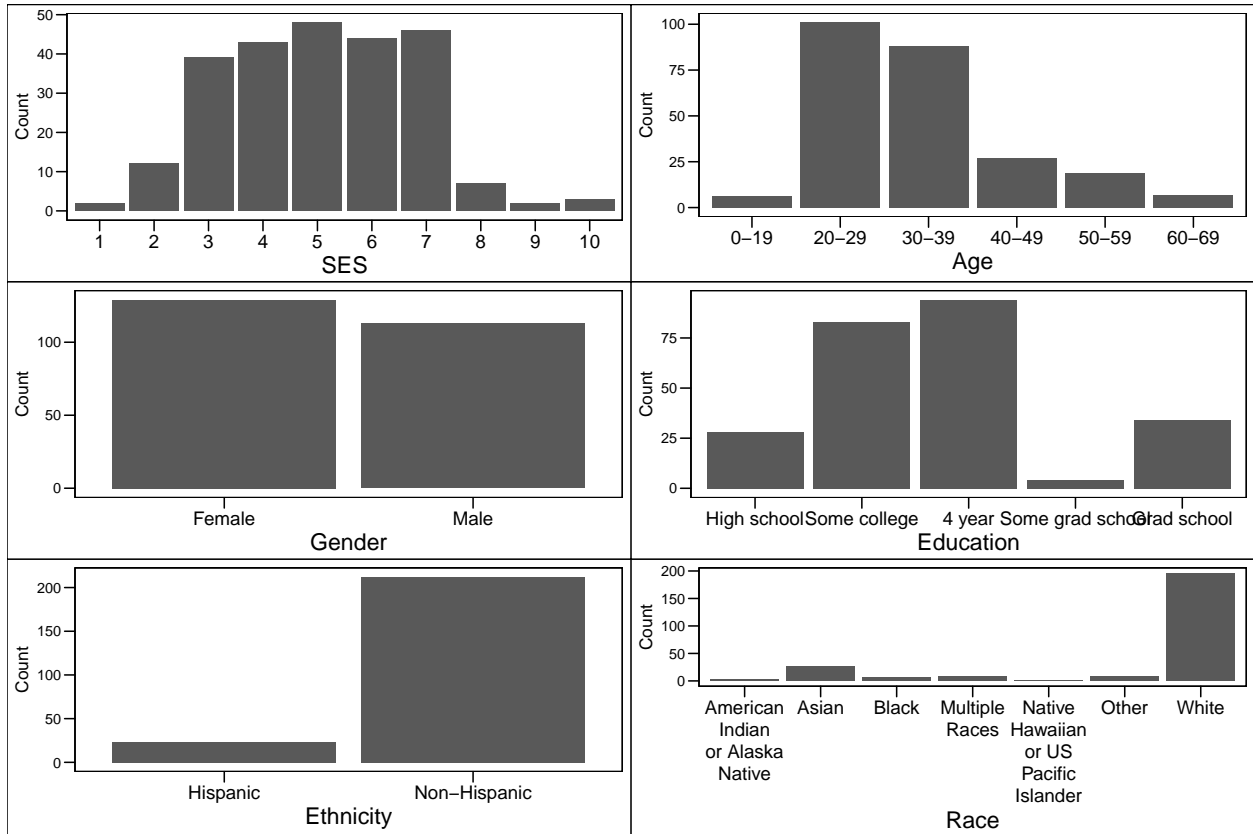 50
40
30
20
10
0
Count
1 2 3 4 5 6 7 8 9 10
SES
100
75
50
25
0
Count
0−19 20−29 30−39 40−49 50−59 60−69
Age
100
50
0
Count
Female Male
Gender
75
50
25
0
Count
High school Some college 4 year Some grad school Grad school
Education
200
150
100
50
0
Count
Hispanic Non−Hispanic
Ethnicity
200
150
100
50
0
Count
American Asian Black Multiple Native Other White
Indian Races Hawaiian
or Alaska or US
Native Pacific
Islander
Race